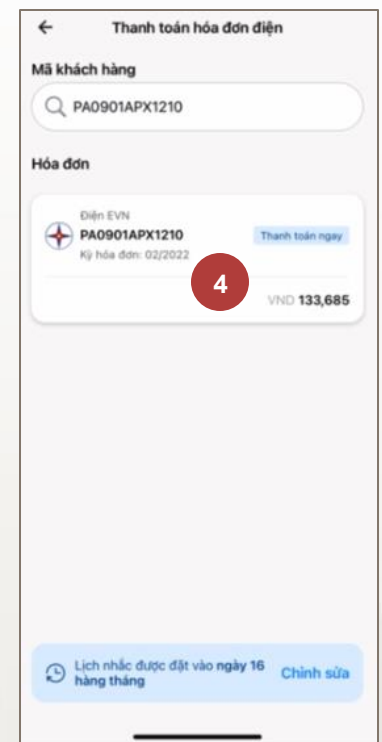 Thanh toán hóa đơn điện
Mã khách hàng
PA0901APX1210
Hóa đơn
Điện EVN
PA0901APX1210
Thanh toán ngay
Kỳ hóa đơn: 02/2022
4
VND 133,685
Lịch nhắc được đặt vào ngày 16
hàng tháng
Chỉnh sửa